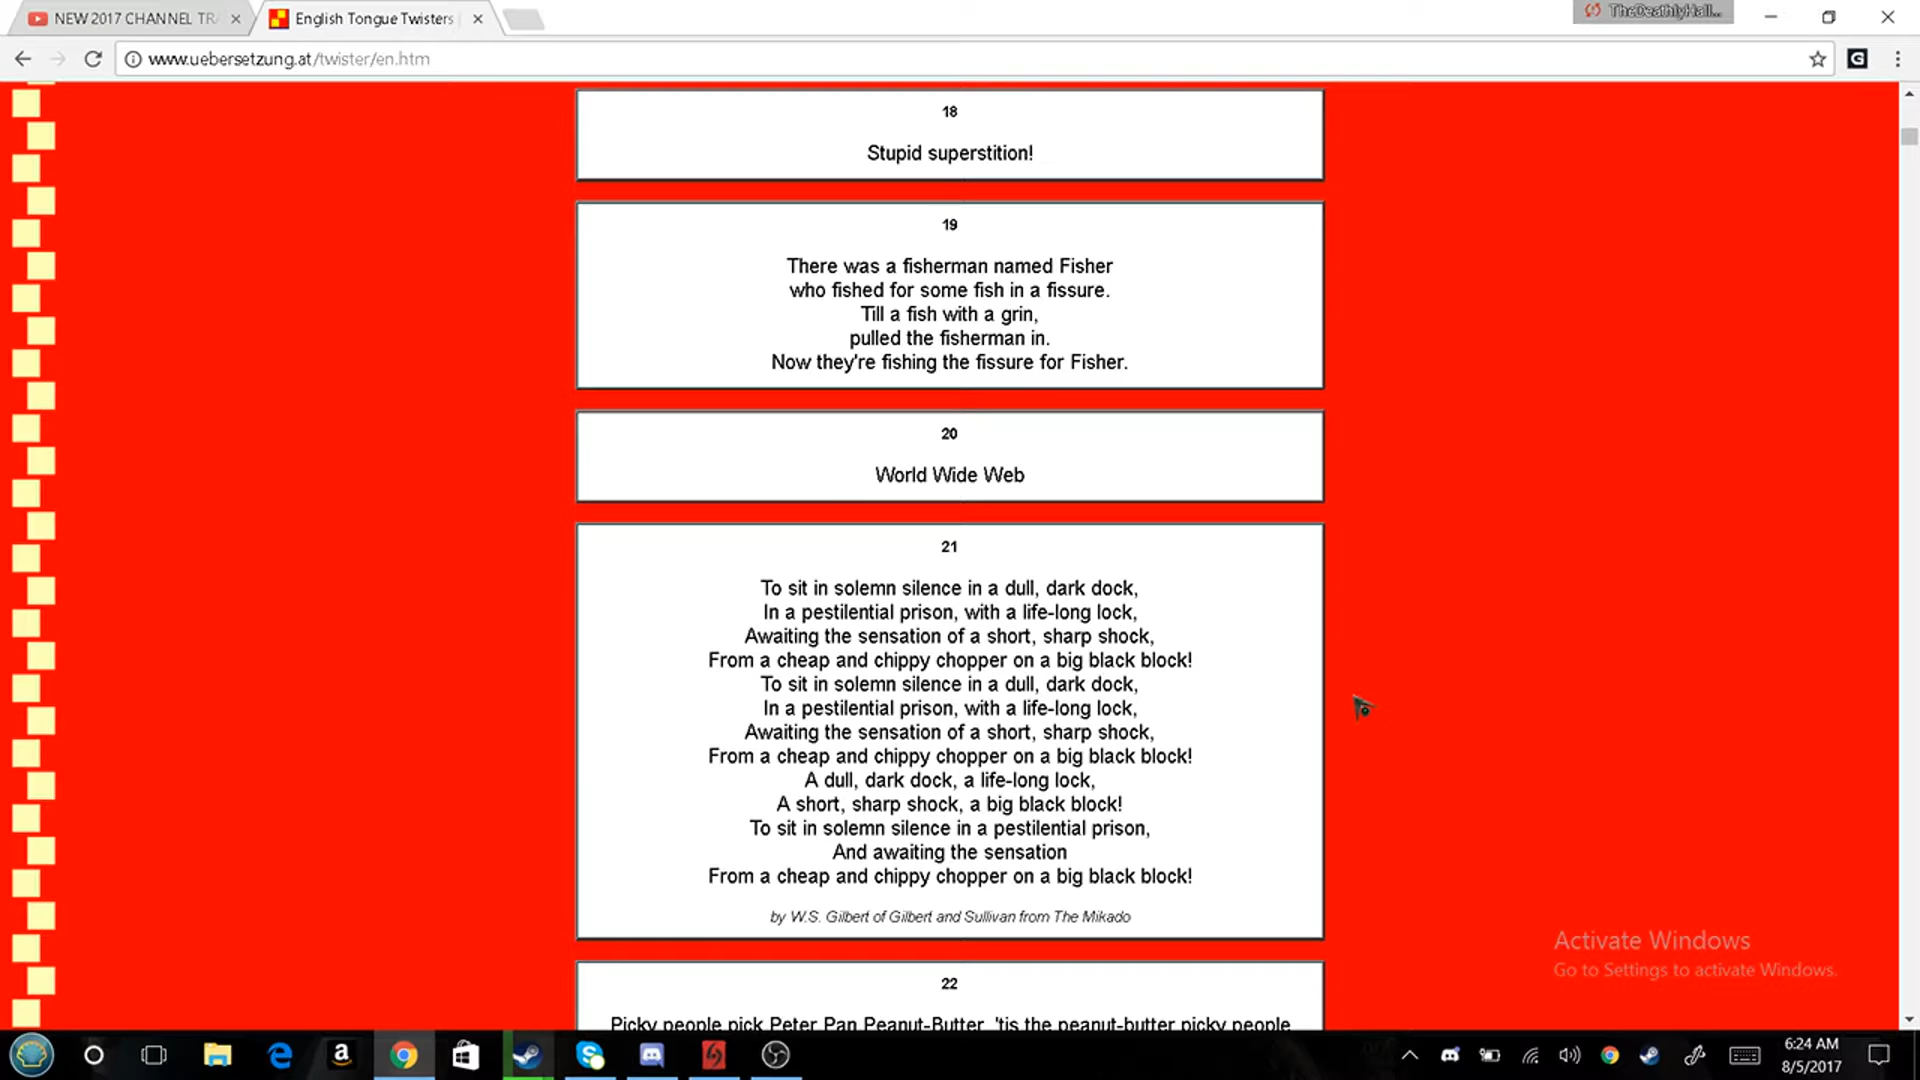 NEW 2017 CHANNEL TR
English Tongue Twisters
TheDeathlyHall...
www.uebersetzung.at/twister/en.htm
18
Stupid superstition!
19
There was a fisherman named Fisher
who fished for some fish in a fissure.
Till a fish with a grin,
pulled the fisherman in.
Now they're fishing the fissure for Fisher.
20
World Wide Web
21
To sit in solemn silence in a dull, dark dock,
In a pestilential prison, with a life-long lock,
Awaiting the sensation of a short, sharp shock,
From a cheap and chippy chopper on a big black block!
To sit in solemn silence in a dull, dark dock,
In a pestilential prison, with a life-long lock,
Awaiting the sensation of a short, sharp shock,
From a cheap and chippy chopper on a big black block!
A dull, dark dock, a life-long lock,
A short, sharp shock, a big black block!
To sit in solemn silence in a pestilential prison,
And awaiting the sensation
From a cheap and chippy chopper on a big black block!
by W.S. Gilbert of Gilbert and Sullivan from The Mikado
22
Picky people pick Peter Pan Peanut-Butter, 'tis the peanut-butter picky people
Activate Windows
Go to Settings to activate Windows.
6:24 AM
8/5/2017